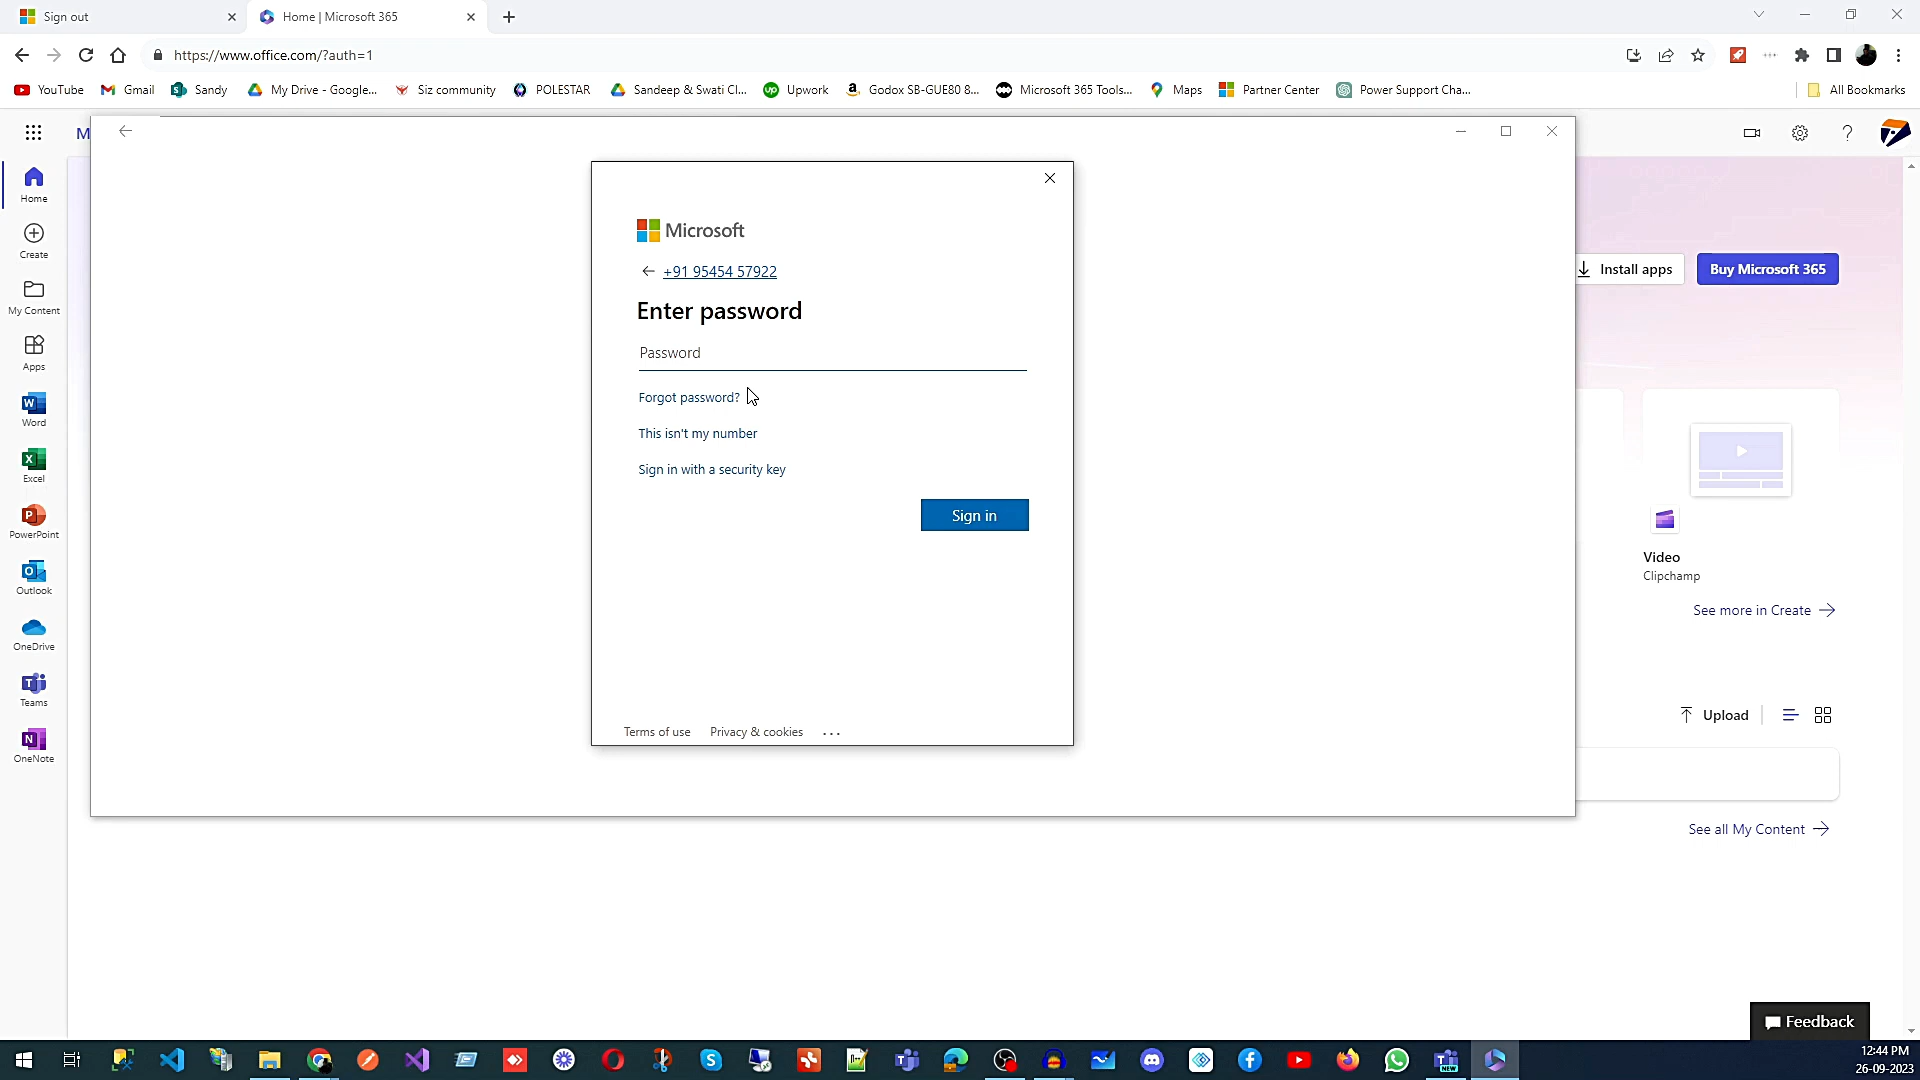 Sign out
Home | Microsoft 365
https://www.office.com/?auth=1
YouTube
Gmail
Sandy
My Drive - Google...
Siz community
POLESTAR
Sandeep & Swati Cl...
Upwork
Godox SB-GUE80 8...
Microsoft 365 Tools...
Maps
Partner Center
Power Support Cha...
All Bookmarks
M
Home
Create
My Content
Apps
Word
Excel
PowerPoint
Outlook
OneDrive
Teams
OneNote
Microsoft
+91 95454 57922
Enter password
Password
Forgot password?
This isn't my number
Sign in with a security key
Sign in
Terms of use
Privacy & cookies
...
Install apps
Buy Microsoft 365
Video
Clipchamp
See more in Create
Upload
See all My Content
Feedback
12:44 PM
26-09-2023